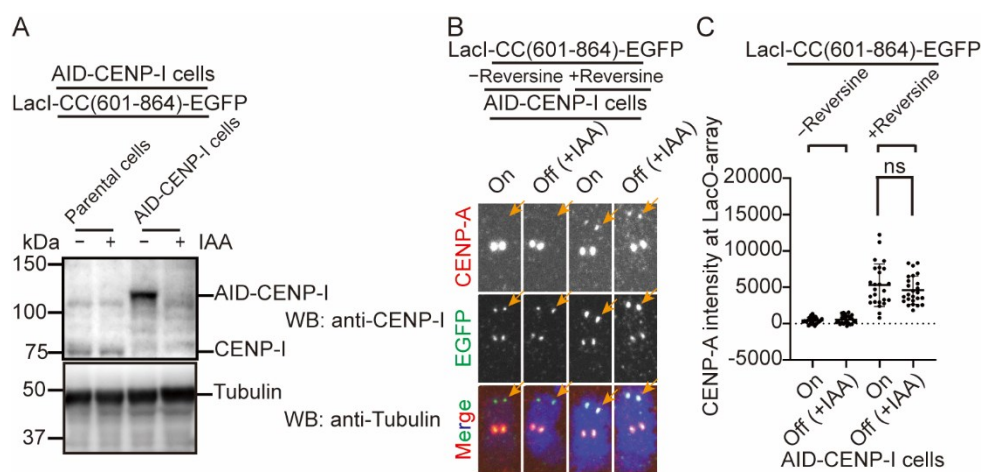 A
AID-CENP-I cells
LacI-CC(601-864)-EGFP
Parental cells
AID-CENP-I cells
kDa − + − + IAA
150
100
75
50
37
AID-CENP-I
WB: anti-CENP-I
CENP-I
Tubulin
WB: anti-Tubulin
B
LacI-CC(601-864)-EGFP
−Reversine +Reversine
AID-CENP-I cells
On
Off (+IAA)
On
Off (+IAA)
CENP-A
EGFP
Merge
C
LacI-CC(601-864)-EGFP
−Reversine
+Reversine
ns
CENP-A intensity at LacO-array
20000
15000
10000
5000
0
-5000
On
Off (+IAA)
On
Off (+IAA)
AID-CENP-I cells